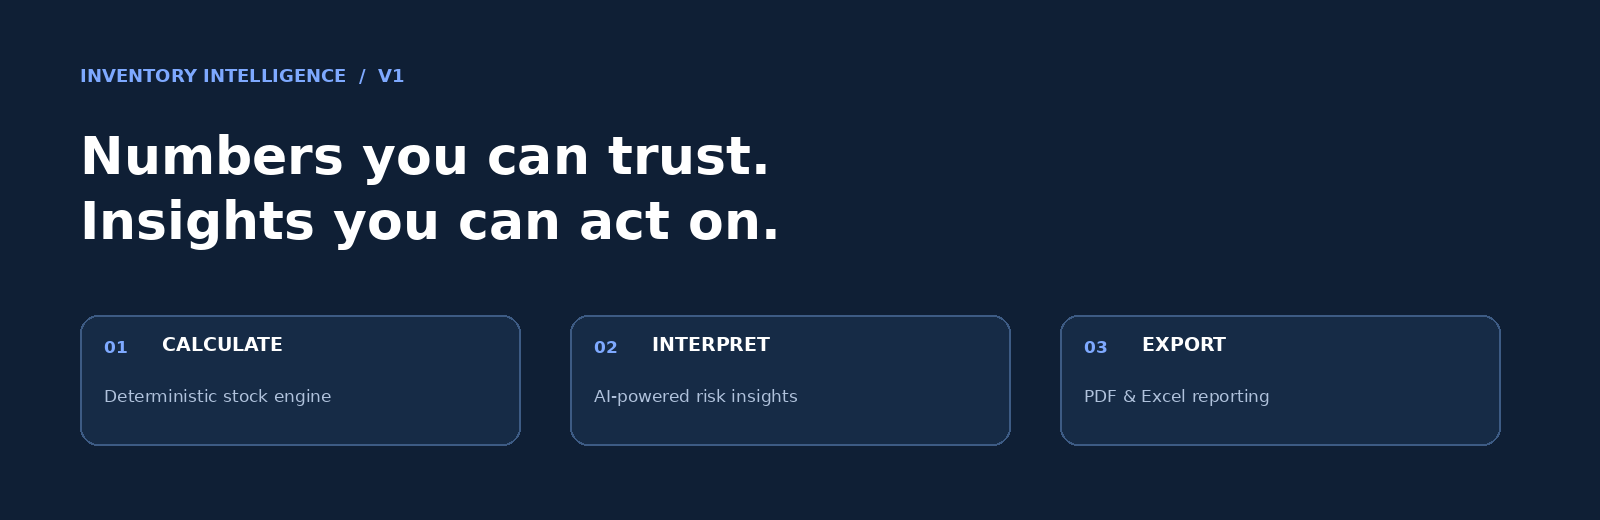 INVENTORY INTELLIGENCE / V1
Numbers you can trust.
Insights you can act on.
01 CALCULATE
Deterministic stock engine
02 INTERPRET
AI-powered risk insights
03 EXPORT
PDF & Excel reporting